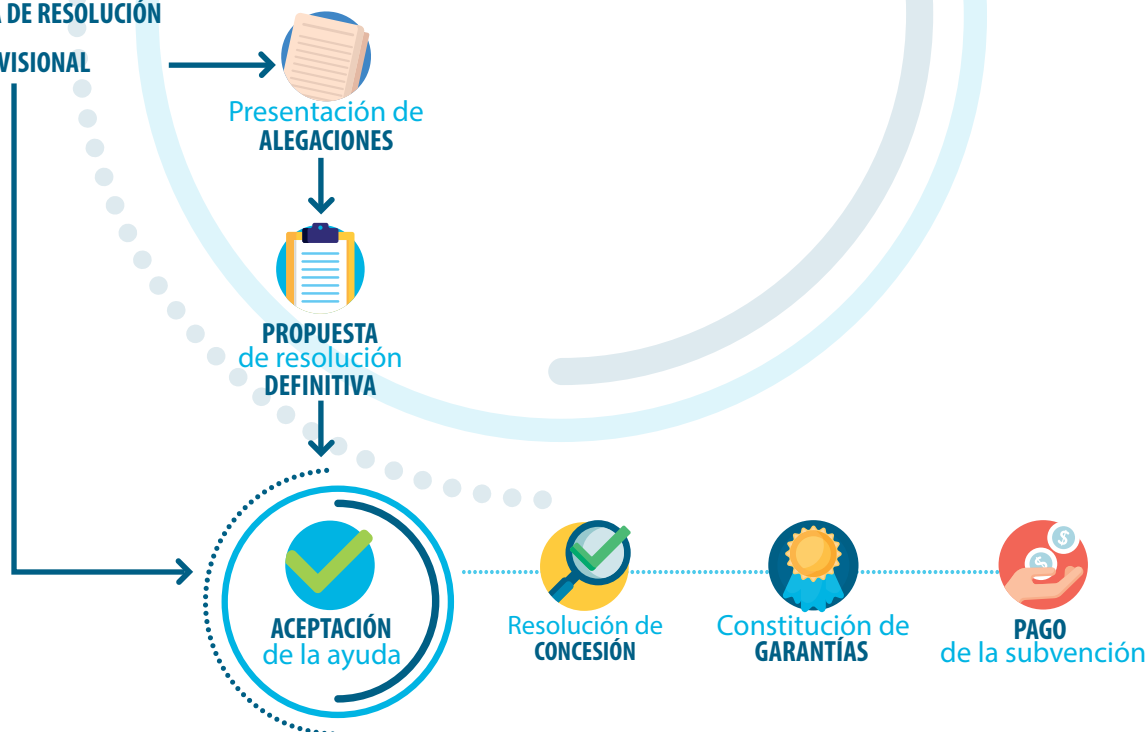 A DE RESOLUCIÓN
VISIONAL
Presentación de
ALEGACIONES
PROPUESTA
de resolución
DEFINITIVA
ACEPTACIÓN
de la ayuda
Resolución de
CONCESIÓN
Constitución de
GARANTÍAS
PAGO
de la subvención